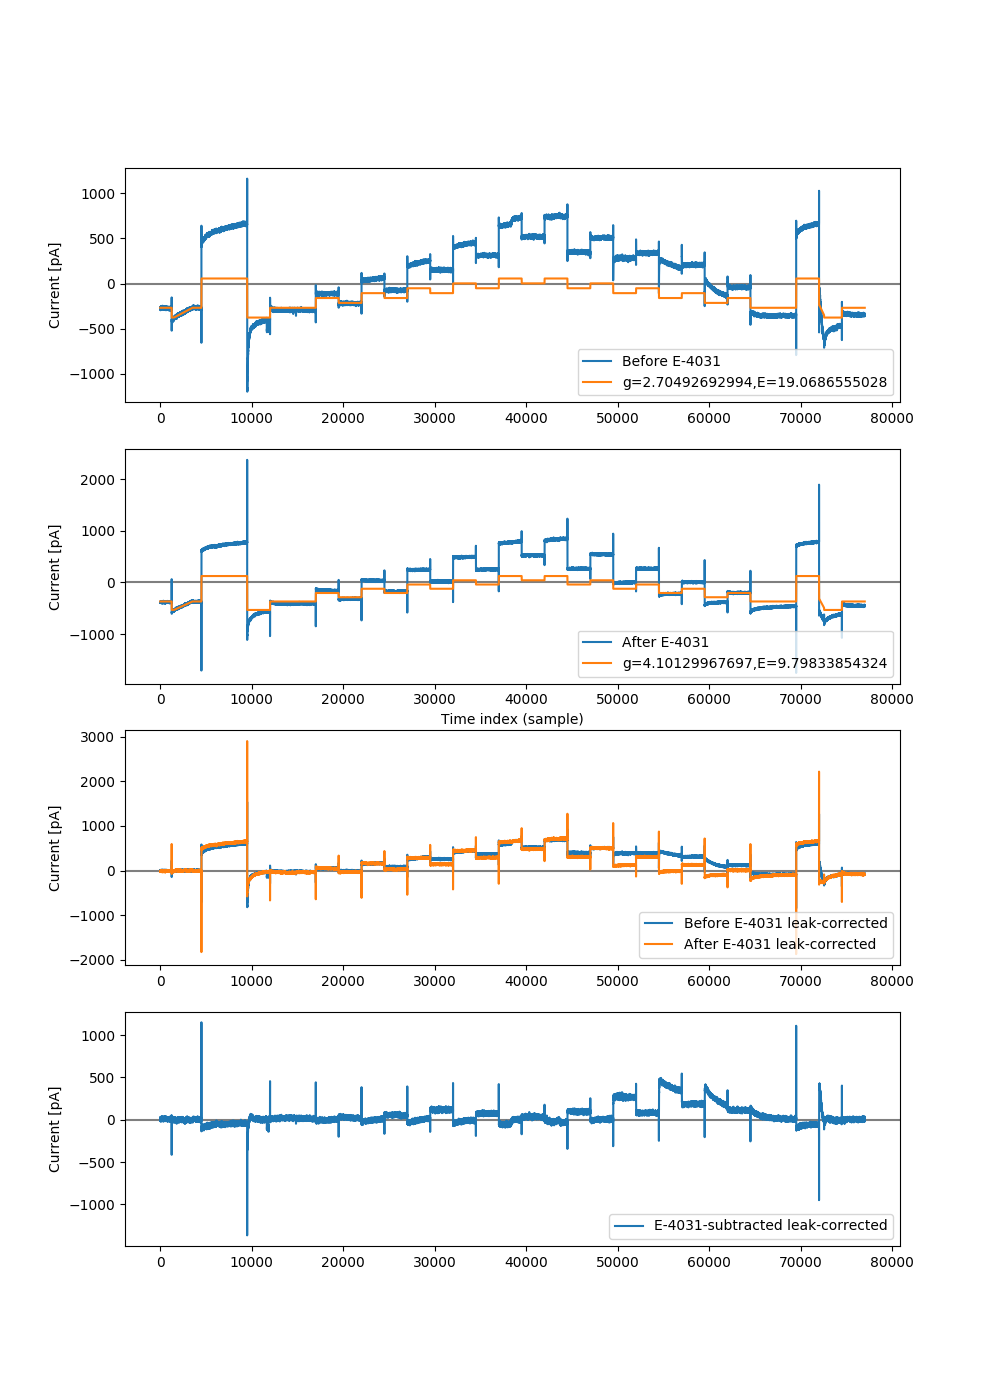 1000
500
0
−500
−1000
Current [pA]
Before E-4031
g=2.70492692994,E=19.0686555028
0 10000 20000 30000 40000 50000 60000 70000 80000
2000
1000
0
−1000
Current [pA]
After E-4031
g=4.10129967697,E=9.79833854324
0 10000 20000 30000 40000 50000 60000 70000 80000
Time index (sample)
3000
2000
1000
0
−1000
−2000
Current [pA]
Before E-4031 leak-corrected
After E-4031 leak-corrected
0 10000 20000 30000 40000 50000 60000 70000 80000
1000
500
0
−500
−1000
Current [pA]
E-4031-subtracted leak-corrected
0 10000 20000 30000 40000 50000 60000 70000 80000